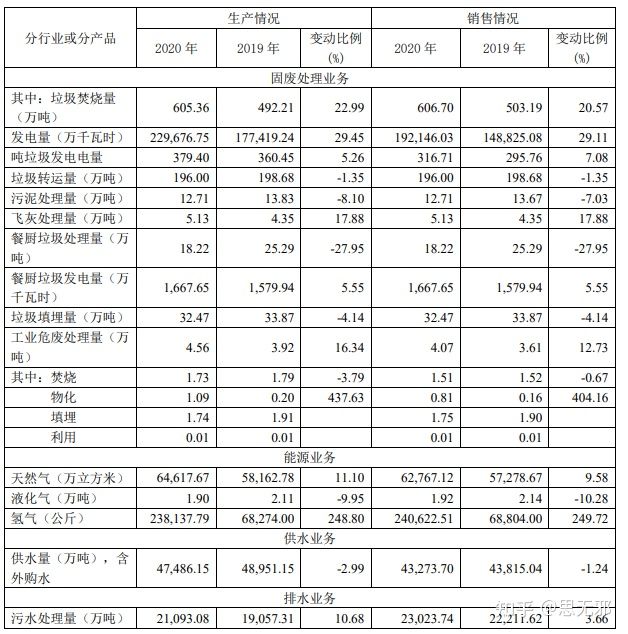 分行业或分产品 生产情况 销售情况
2020 年 2019 年 变动比例(%) 2020 年 2019 年 变动比例(%)
固废处理业务
其中：垃圾焚烧量（万吨） 605.36 492.21 22.99 606.70 503.19 20.57
发电量（万千瓦时） 229,676.75 177,419.24 29.45 192,146.03 148,825.08 29.11
吨垃圾发电电量 379.40 360.45 5.26 316.71 295.76 7.08
垃圾转运量（万吨） 196.00 198.68 -1.35 196.00 198.68 -1.35
污泥处理量（万吨） 12.71 13.83 -8.10 12.71 13.67 -7.03
飞灰处理量（万吨） 5.13 4.35 17.88 5.13 4.35 17.88
餐厨垃圾处理量（万吨） 18.22 25.29 -27.95 18.22 25.29 -27.95
餐厨垃圾发电量（万千瓦时） 1,667.65 1,579.94 5.55 1,667.65 1,579.94 5.55
垃圾填埋量（万吨） 32.47 33.87 -4.14 32.47 33.87 -4.14
工业危废处理量（万吨） 4.56 3.92 16.34 4.07 3.61 12.73
其中：焚烧 1.73 1.79 -3.79 1.51 1.52 -0.67
物化 1.09 0.20 437.63 0.81 0.16 404.16
填埋 1.74 1.91 1.75 1.90
利用 0.01 0.01 0.01 0.01
能源业务
天然气（万立方米） 64,617.67 58,162.78 11.10 62,767.12 57,278.67 9.58
液化气（万吨） 1.90 2.11 -9.95 1.92 2.14 -10.28
氢气（公斤） 238,137.79 68,274.00 248.80 240,622.51 68,804.00 249.72
供水业务
供水量（万吨），含外购水 47,486.15 48,951.15 -2.99 43,273.70 43,815.04 -1.24
排水业务
污水处理量（万吨） 21,093.08 19,057.31 10.68 23,023.74 22,211.62 3.66
知乎 @思无邪